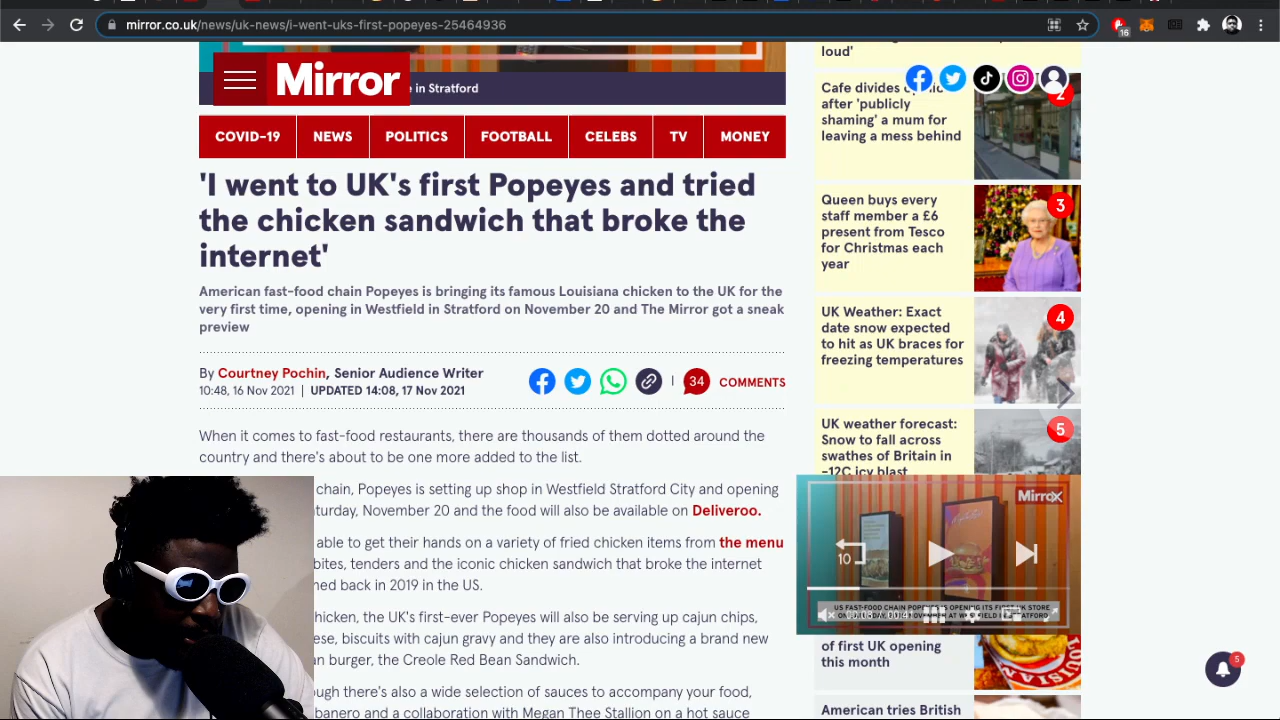 mirror.co.uk/news/uk-news/i-went-uks-first-popeyes-25464936
16
Mirror
e in Stratford
COVID-19
NEWS
POLITICS
FOOTBALL
CELEBS
TV
MONEY
'I went to UK's first Popeyes and tried
the chicken sandwich that broke the
internet'
American fast-food chain Popeyes is bringing its famous Louisiana chicken to the UK for the
very first time, opening in Westfield in Stratford on November 20 and The Mirror got a sneak
preview
By Courtney Pochin, Senior Audience Writer
10:48, 16 Nov 2021 | UPDATED 14:08, 17 Nov 2021
34 COMMENTS
When it comes to fast-food restaurants, there are thousands of them dotted around the
country and there's about to be one more added to the list.
chain, Popeyes is setting up shop in Westfield Stratford City and opening
turday, November 20 and the food will also be available on Deliveroo.
able to get their hands on a variety of fried chicken items from the menu
bites, tenders and the iconic chicken sandwich that broke the internet
ned back in 2019 in the US.
hicken, the UK's first-ever Popeyes will also be serving up cajun chips,
ese, biscuits with cajun gravy and they are also introducing a brand new
n burger, the Creole Red Bean Sandwich.
ugh there's also a wide selection of sauces to accompany your food,
banero and a collaboration with Megan Thee Stallion on a hot sauce
loud'
Cafe divides
after 'publicly
shaming' a mum for
leaving a mess behind
2
Queen buys every
staff member a £6
present from Tesco
for Christmas each
year
3
UK Weather: Exact
date snow expected
to hit as UK braces for
freezing temperatures
4
UK weather forecast:
Snow to fall across
swathes of Britain in
-12C icy blast
5
Mirror
10
US FAST-FOOD CHAIN POPEYES IS OPENING ITS FIRST UK STORE
of first UK opening
this month
LOUISIAN
American tries British
5